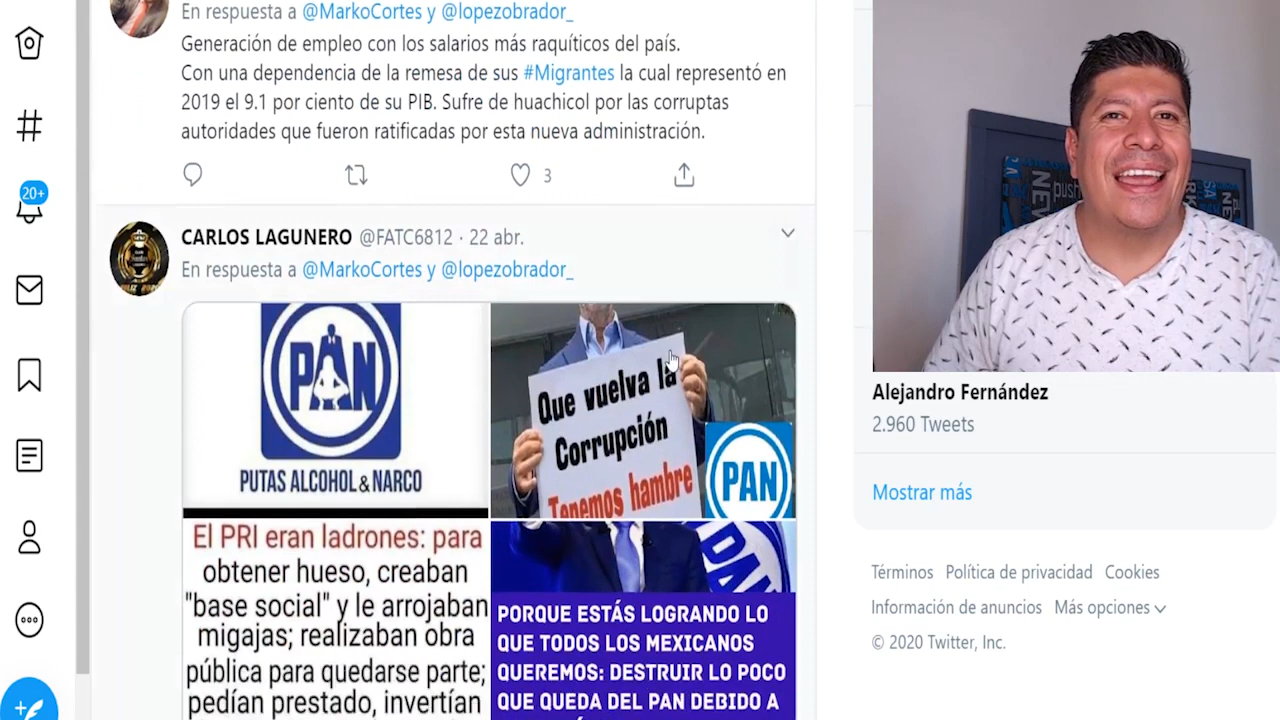 En respuesta a @MarkoCortes y @lopezobrador_
Generación de empleo con los salarios más raquíticos del país.
Con una dependencia de la remesa de sus #Migrantes la cual representó en
2019 el 9.1 por ciento de su PIB. Sufre de huachicol por las corruptas
autoridades que fueron ratificadas por esta nueva administración.
3
20+
CARLOS LAGUNERO @FATC6812 · 22 abr.
En respuesta a @MarkoCortes y @lopezobrador_
PAN
PUTAS ALCOHOL & NARCO
Que vuelva la
Corrupción
Tenemos hambre
PAN
El PRI eran ladrones: para
obtener hueso, creaban
"base social" y le arrojaban
migajas; realizaban obra
pública para quedarse parte;
pedían prestado, invertían
PAN
PORQUE ESTÁS LOGRANDO LO
QUE TODOS LOS MEXICANOS
QUEREMOS: DESTRUIR LO POCO
QUE QUEDA DEL PAN DEBIDO A
push
Alejandro Fernández
2.960 Tweets
Mostrar más
Términos Política de privacidad Cookies
Información de anuncios Más opciones
© 2020 Twitter, Inc.